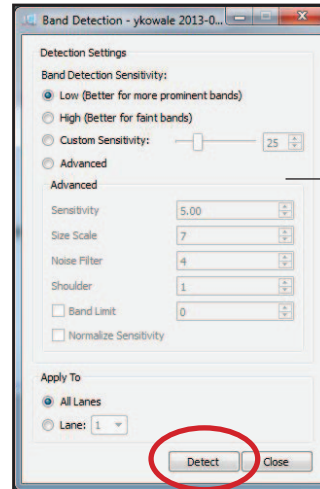 Band Detection - ykowale 2013-0...
Detection Settings
Band Detection Sensitivity:
Low (Better for more prominent bands)
High (Better for faint bands)
Custom Sensitivity: 25
Advanced
Advanced
Sensitivity 5.00
Size Scale 7
Noise Filter 4
Shoulder 1
Band Limit 0
Normalize Sensitivity
Apply To
All Lanes
Lane: 1
Detect Close